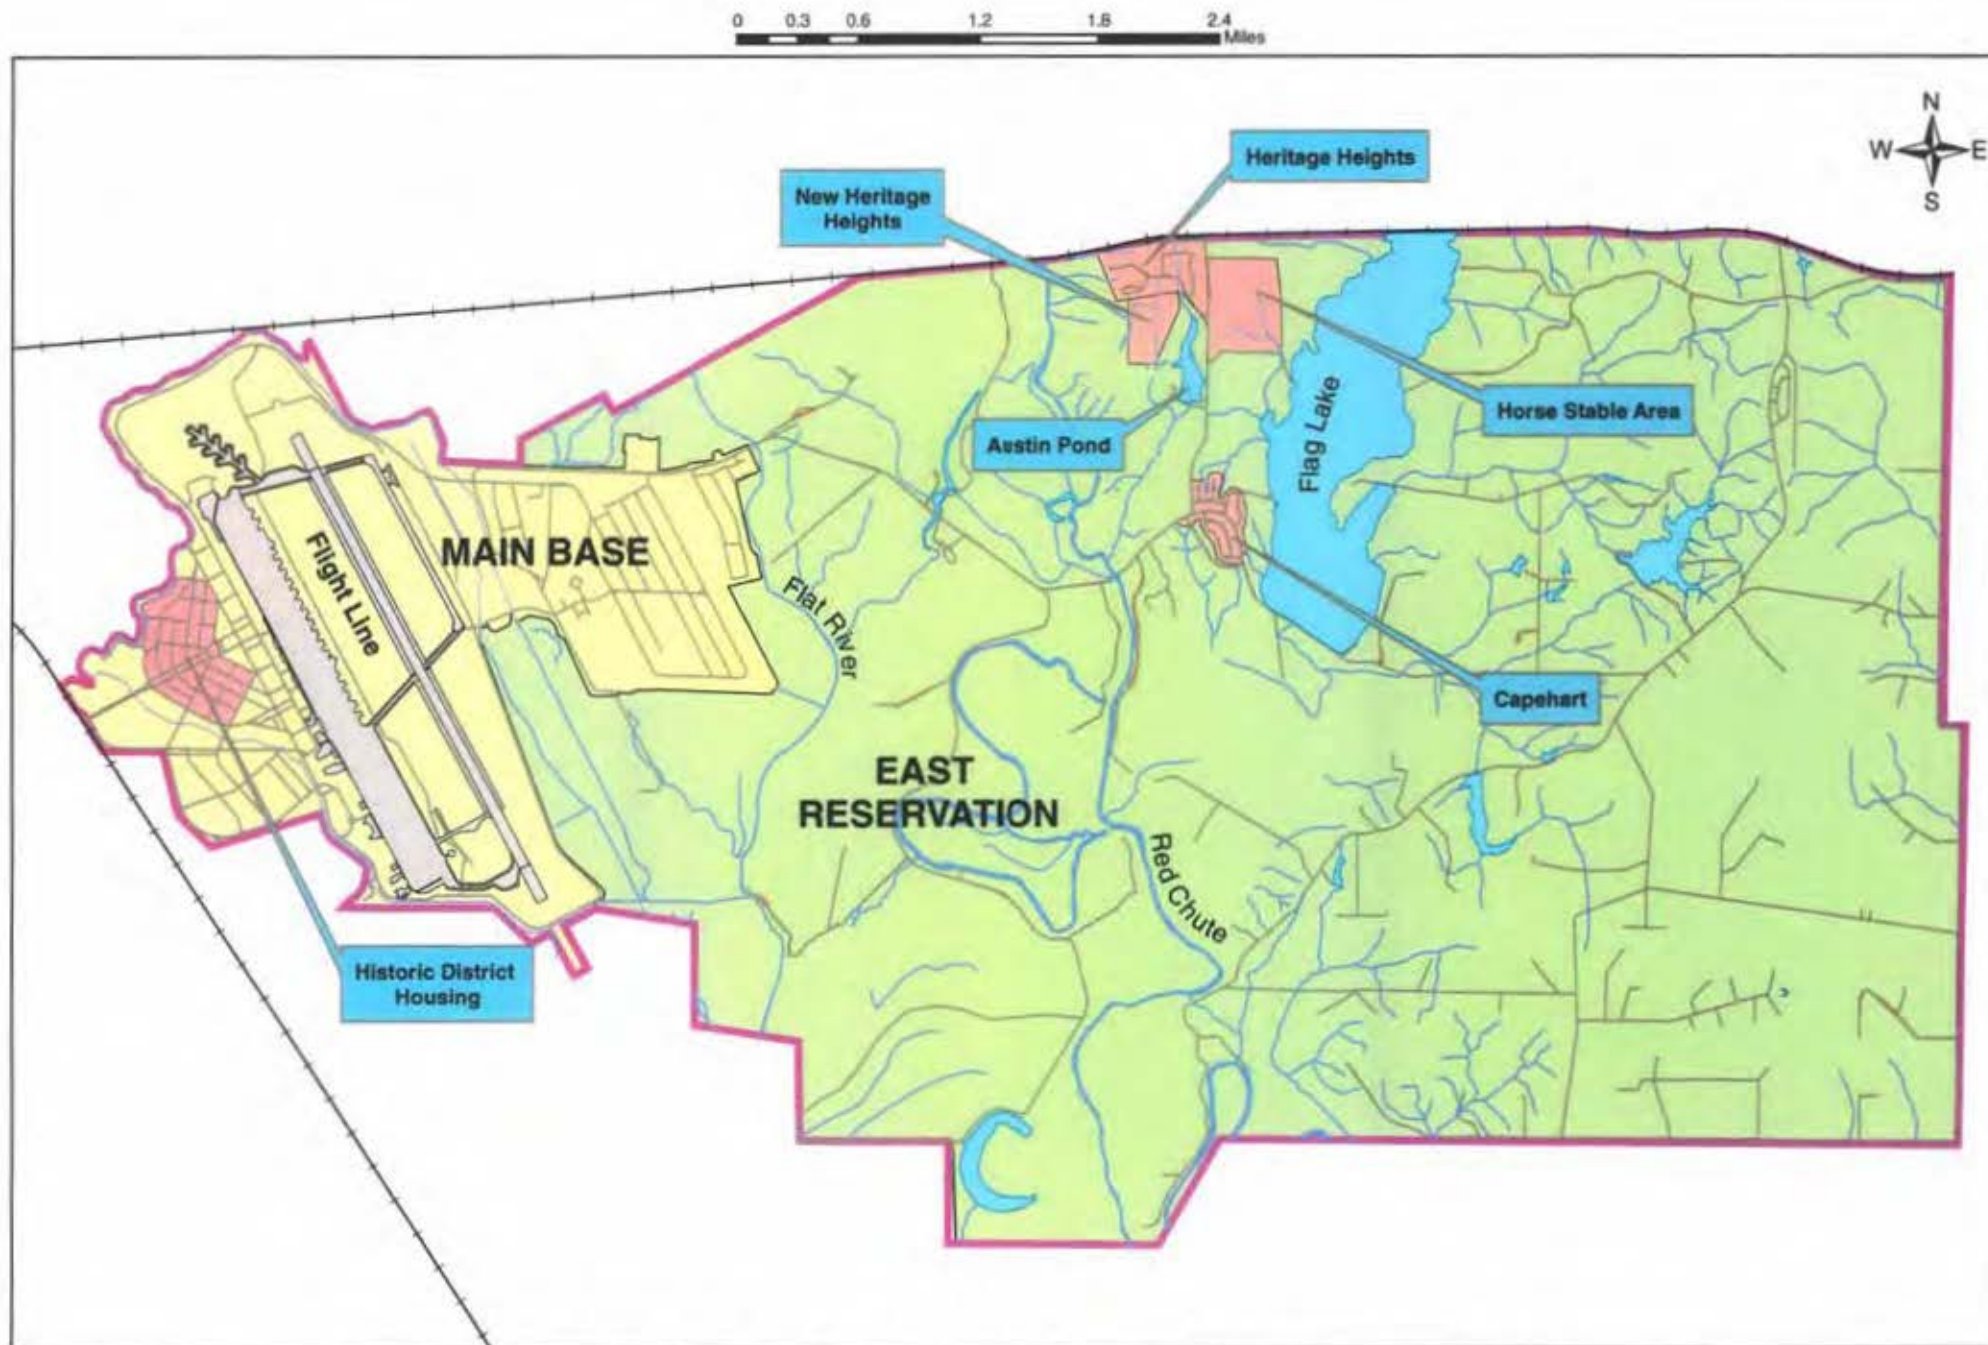 0 0.3 0.6 1.2 1.8 2.4
Miles
N
W E
S
Heritage Heights
New Heritage
Heights
Horse Stable Area
Austin Pond
Flag Lake
Flight Line
MAIN BASE
Flat River
Capehart
EAST
RESERVATION
Red Chute
Historic District
Housing